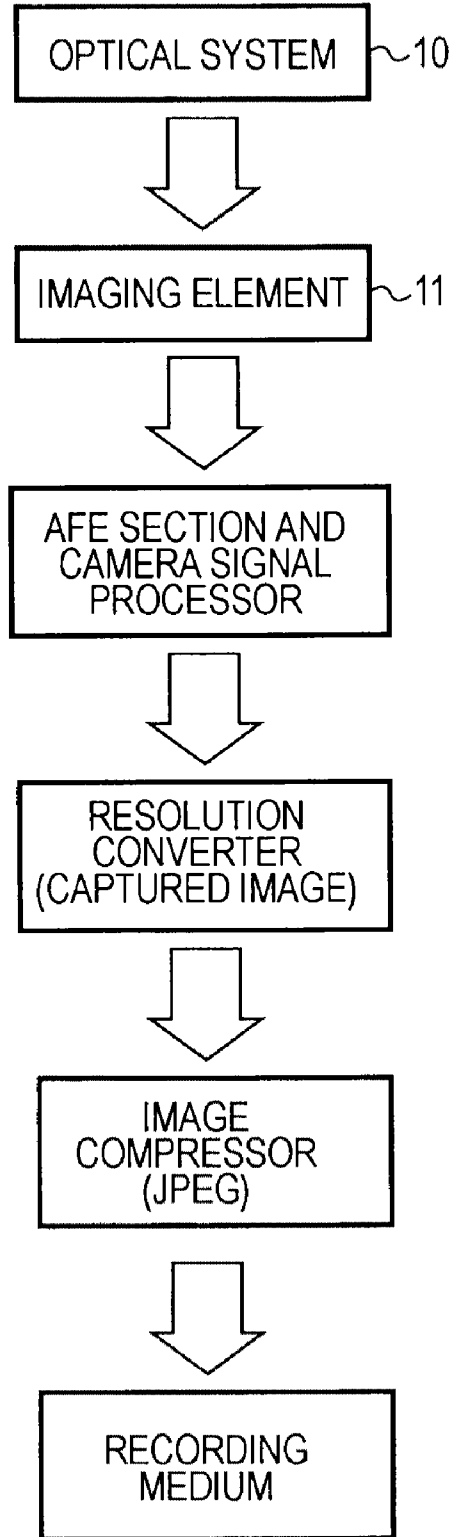 OPTICAL SYSTEM 10
IMAGING ELEMENT 11
AFE SECTION AND
CAMERA SIGNAL
PROCESSOR
RESOLUTION
CONVERTER
(CAPTURED IMAGE)
IMAGE
COMPRESSOR
(JPEG)
RECORDING
MEDIUM